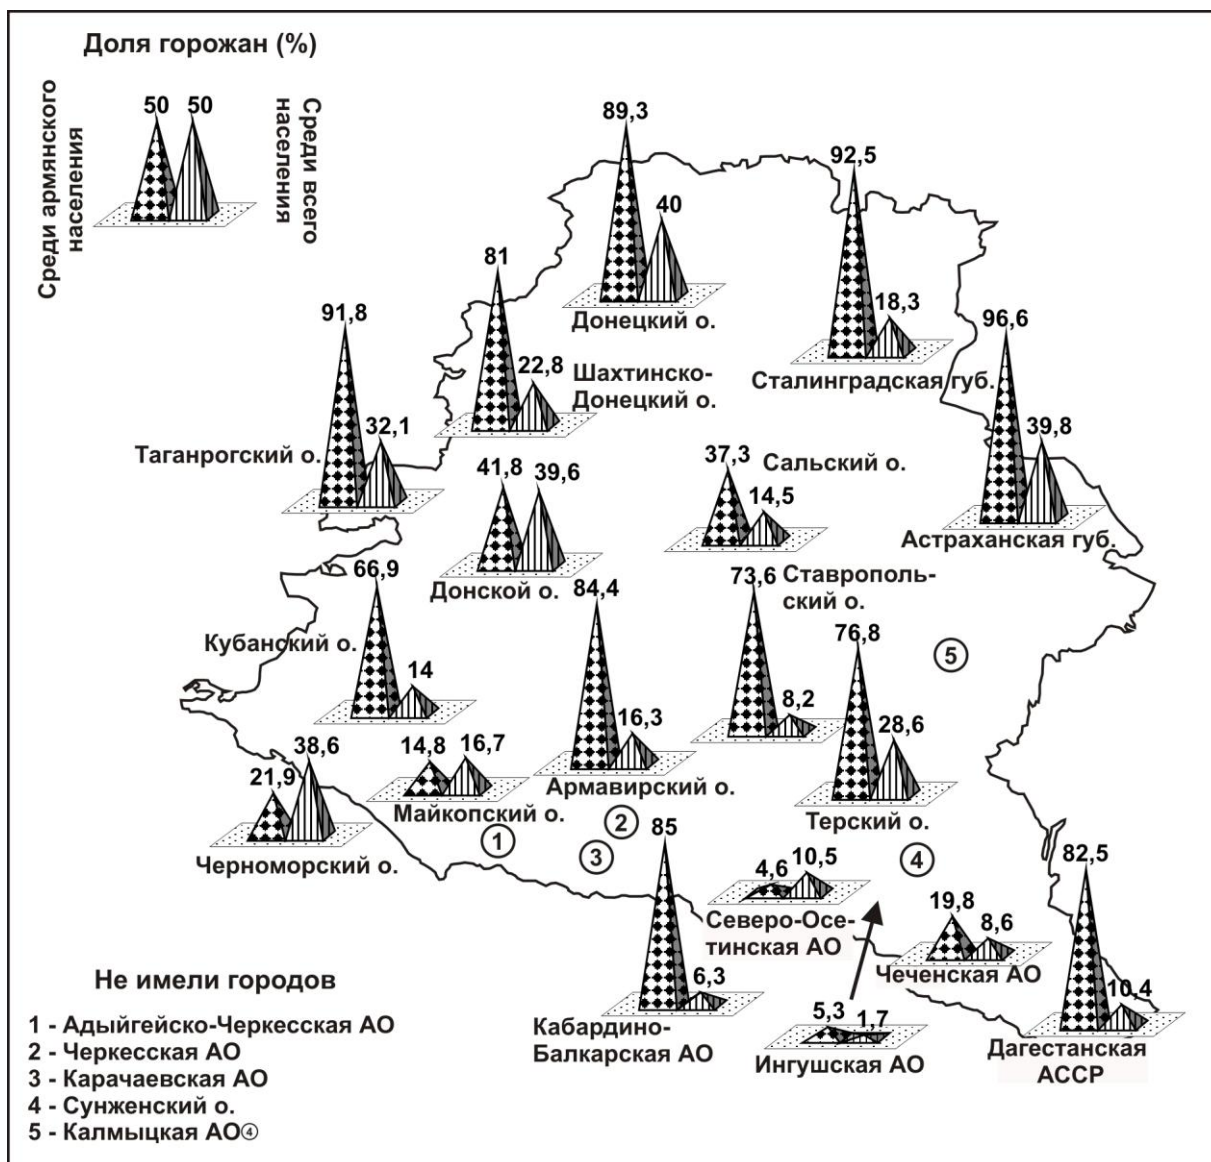 Доля горожан (%)
Среди армянского
населения
50
50
Среди всего
населения
89,3
40
Донецкий о.
92,5
18,3
Сталинградская губ.
81
22,8
Шахтинско-
Донецкий о.
91,8
32,1
Таганрогский о.
96,6
39,8
Астраханская губ.
37,3
14,5
Сальский о.
41,8
39,6
Донской о.
66,9
14
Кубанский о.
84,4
16,3
Армавирский о.
73,6
8,2
Ставрополь-
ский о.
76,8
28,6
Терский о.
5
21,9
38,6
Черноморский о.
14,8
16,7
Майкопский о.
1
2
3
4
85
6,3
Кабардино-
Балкарская АО
4,6
10,5
Северо-Осе-
тинская АО
19,8
8,6
Чеченская АО
5,3
1,7
Ингушская АО
82,5
10,4
Дагестанская
АССР
Не имели городов
1 - Адыйгейско-Черкесская АО
2 - Черкесская АО
3 - Карачаевская АО
4 - Сунженский о.
5 - Калмыцкая АО④